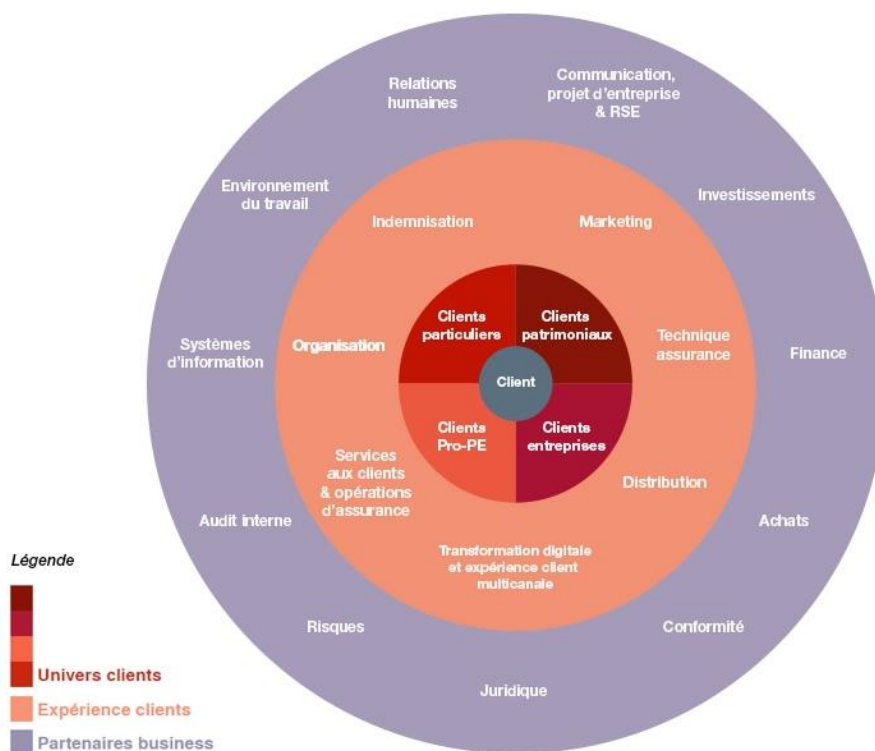 Relations
humaines
Communication,
projet d'entreprise
& RSE
Environnement
du travail
Investissements
Indemnisation
Marketing
Clients
particuliers
Clients
patrimoniaux
Systèmes
d'information
Organisation
Technique
assurance
Finance
Client
Clients
Pro-PE
Clients
entreprises
Services
aux clients
& opérations
d'assurance
Distribution
Audit interne
Achats
Transformation digitale
et expérience client
multicanale
Risques
Conformité
Juridique
Légende
Univers clients
Expérience clients
Partenaires business